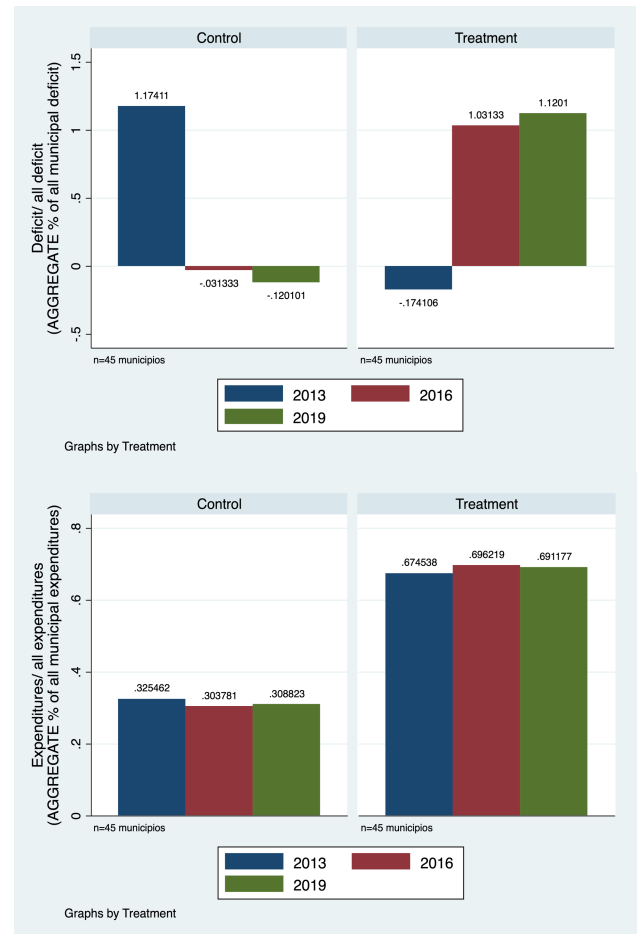 Control
Treatment
Deficit/ all deficit
(AGGREGATE % of all municipal deficit)
1.5
1
.5
0
-.5
1.17411
-.031333
-.120101
-.174106
1.03133
1.1201
n=45 municipios
n=45 municipios
2013
2016
2019
Graphs by Treatment
Control
Treatment
Expenditures/ all expenditures
(AGGREGATE % of all municipal expenditures)
.8
.6
.4
.2
0
.325462
.303781
.308823
.674538
.696219
.691177
n=45 municipios
n=45 municipios
2013
2016
2019
Graphs by Treatment